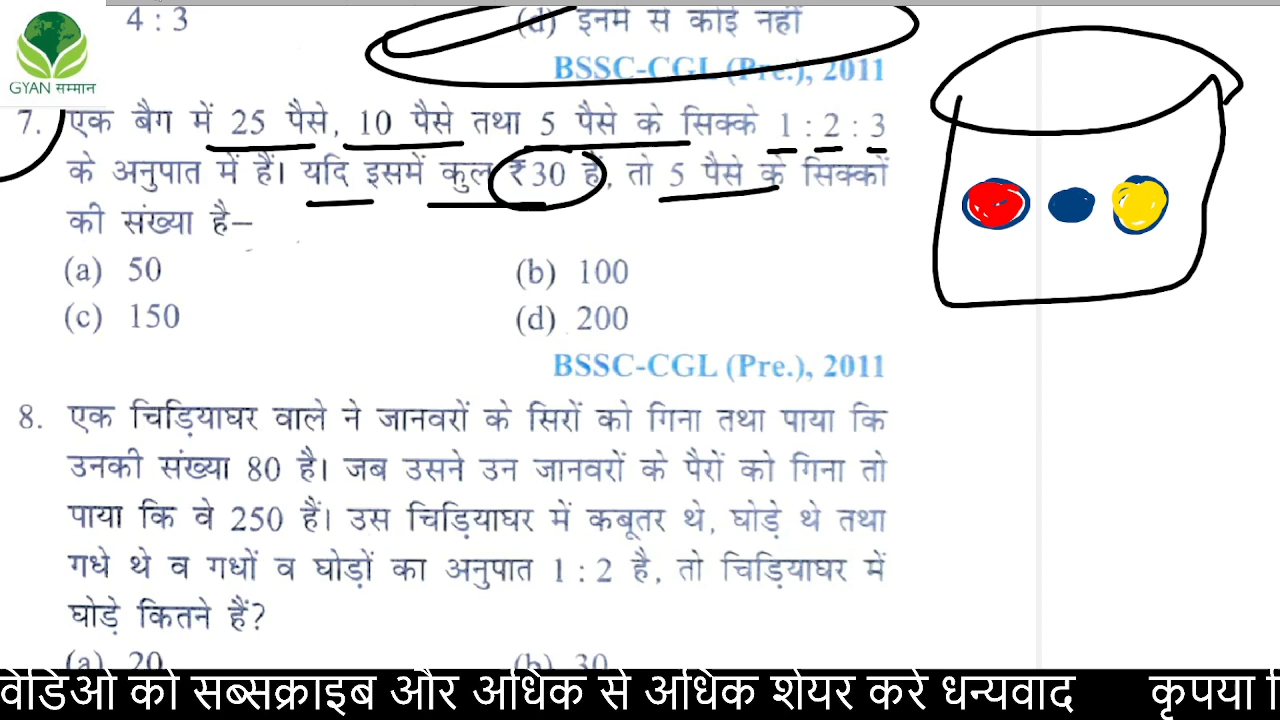 4 : 3 (d) इनमें से कोई नहीं
BSSC-CGL (Pre.), 2011
GYAN सम्मान
7. एक बैग में 25 पैसे, 10 पैसे तथा 5 पैसे के सिक्के 1 : 2 : 3
के अनुपात में हैं। यदि इसमें कुल ₹30 हैं, तो 5 पैसे के सिक्कों
की संख्या है–
(a) 50 (b) 100
(c) 150 (d) 200
BSSC-CGL (Pre.), 2011
8. एक चिड़ियाघर वाले ने जानवरों के सिरों को गिना तथा पाया कि
उनकी संख्या 80 है। जब उसने उन जानवरों के पैरों को गिना तो
पाया कि वे 250 हैं। उस चिड़ियाघर में कबूतर थे, घोड़े थे तथा
गधे थे व गधों व घोड़ों का अनुपात 1 : 2 है, तो चिड़ियाघर में
घोड़े कितने हैं?
(a) 20 (b) 30
वेडिओ को सब्सक्राइब और अधिक से अधिक शेयर करे धन्यवाद कृपया